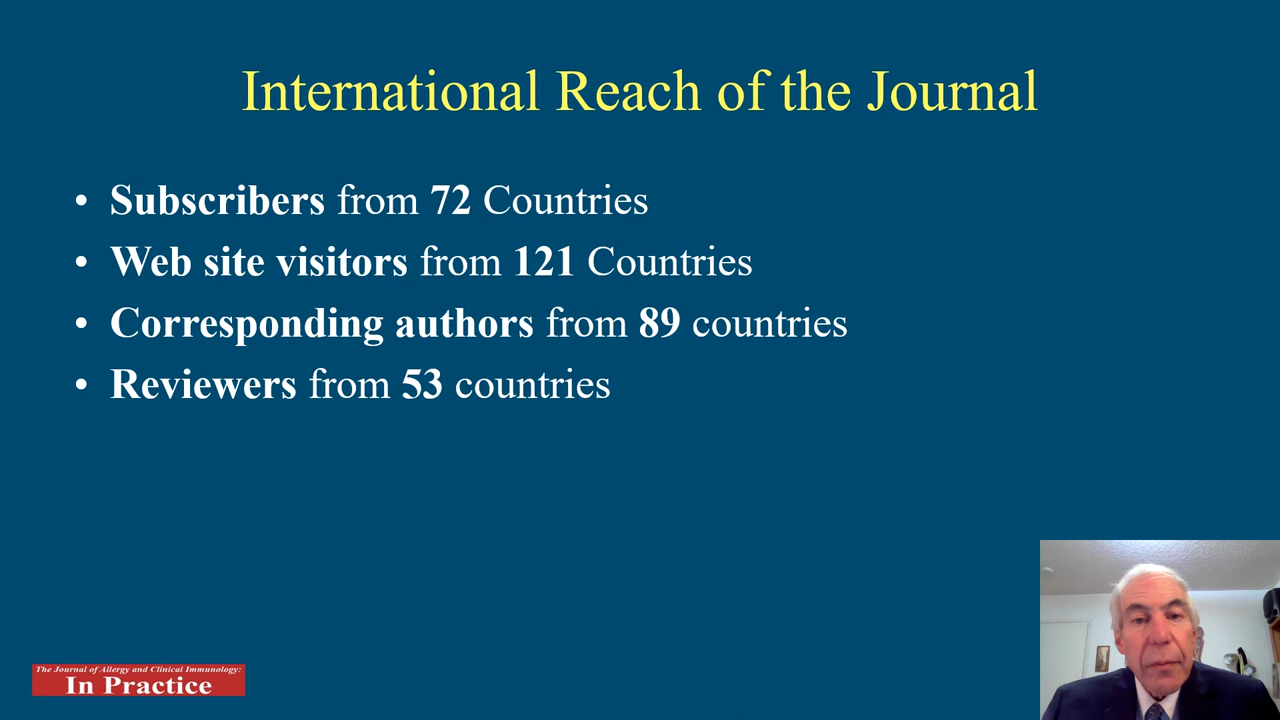 International Reach of the Journal
• Subscribers from 72 Countries
• Web site visitors from 121 Countries
• Corresponding authors from 89 countries
• Reviewers from 53 countries
The Journal of Allergy and Clinical Immunology:
In Practice